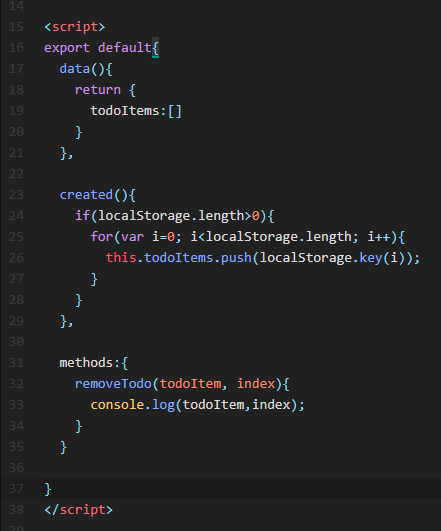 14
15 <script>
16 export default{
17   data(){
18     return {
19       todoItems:[]
20     }
21   },
22
23   created(){
24     if(localStorage.length>0){
25       for(var i=0; i<localStorage.length; i++){
26         this.todoItems.push(localStorage.key(i));
27       }
28     }
29   },
30
31   methods:{
32     removeTodo(todoItem, index){
33       console.log(todoItem,index);
34     }
35   }
36
37 }
38 </script>
39